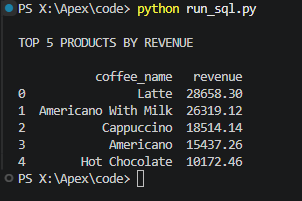 PS X:\Apex\code> python run_sql.py
TOP 5 PRODUCTS BY REVENUE
coffee_name revenue
0 Latte 28658.30
1 Americano With Milk 26319.12
2 Cappuccino 18514.14
3 Americano 15437.26
4 Hot Chocolate 10172.46
PS X:\Apex\code>